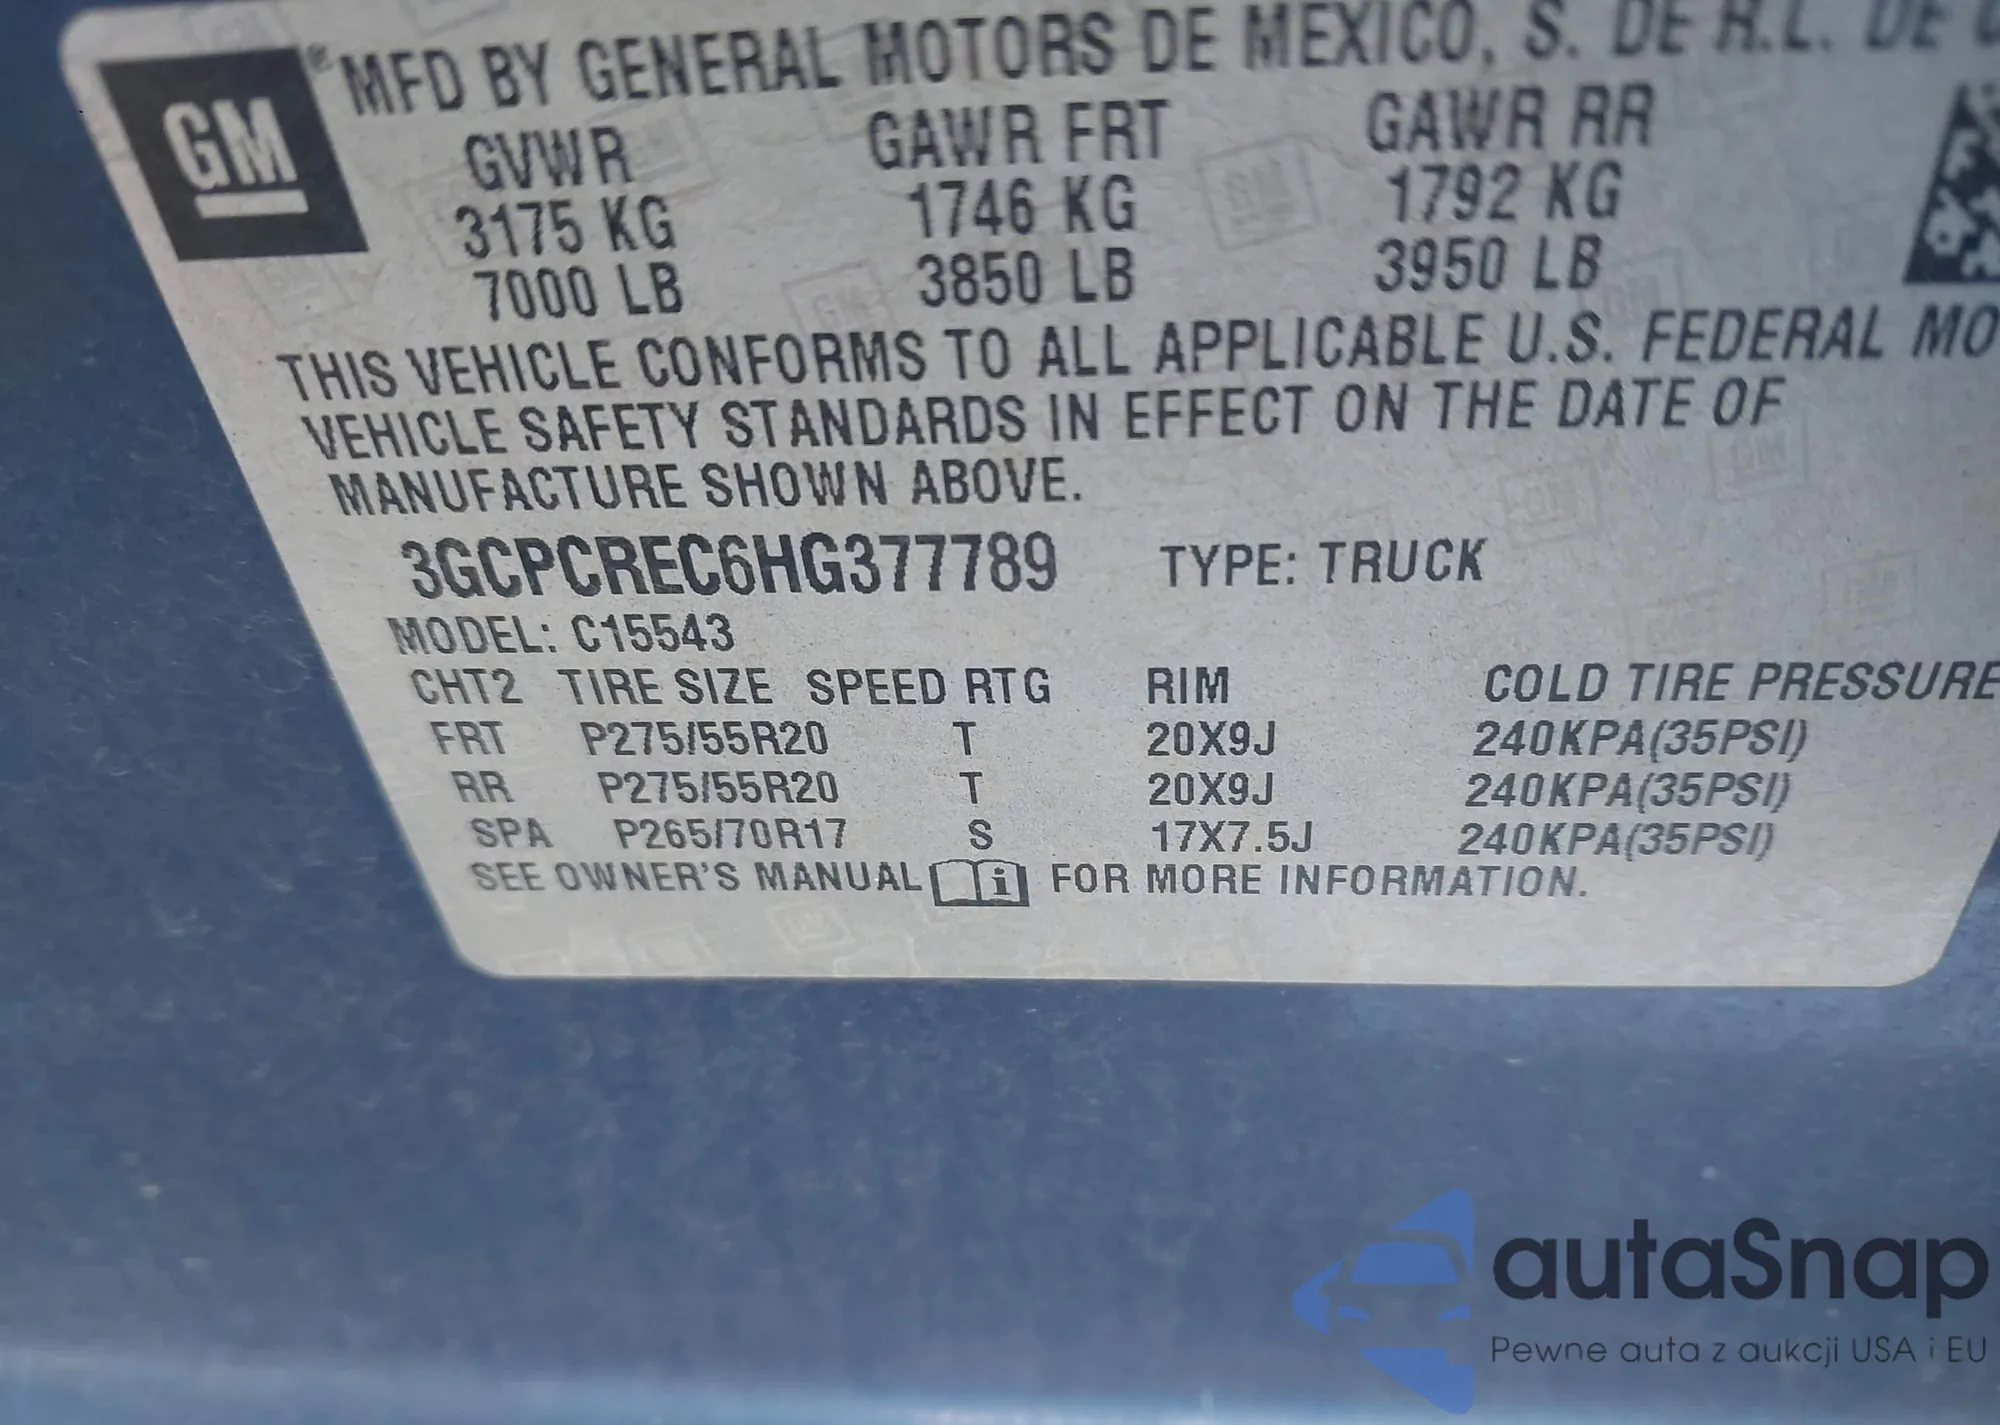 GM
® MFD BY GENERAL MOTORS DE MEXICO, S. DE R.L. DE
GVWR GAWR FRT GAWR RR
3175 KG 1746 KG 1792 KG
7000 LB 3850 LB 3950 LB
THIS VEHICLE CONFORMS TO ALL APPLICABLE U.S. FEDERAL MO
VEHICLE SAFETY STANDARDS IN EFFECT ON THE DATE OF
MANUFACTURE SHOWN ABOVE.
3GCPCREC6HG377789 TYPE: TRUCK
MODEL: C15543
CHT2 TIRE SIZE SPEED RTG RIM COLD TIRE PRESSURE
FRT P275/55R20 T 20X9J 240KPA(35PSI)
RR P275/55R20 T 20X9J 240KPA(35PSI)
SPA P265/70R17 S 17X7.5J 240KPA(35PSI)
SEE OWNER'S MANUAL i FOR MORE INFORMATION.
autaSnap
Pewne auta z aukcji USA i EU